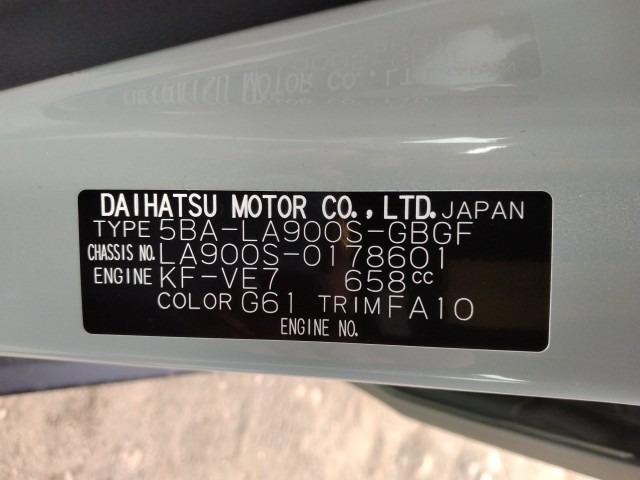 DAIHATSU MOTOR CO.,LTD. JAPAN
TYPE 5BA-LA900S-GBGF
CHASSIS NO. LA900S-0178601
ENGINE KF-VE7 658cc
COLOR G61 TRIM FA10
ENGINE NO.